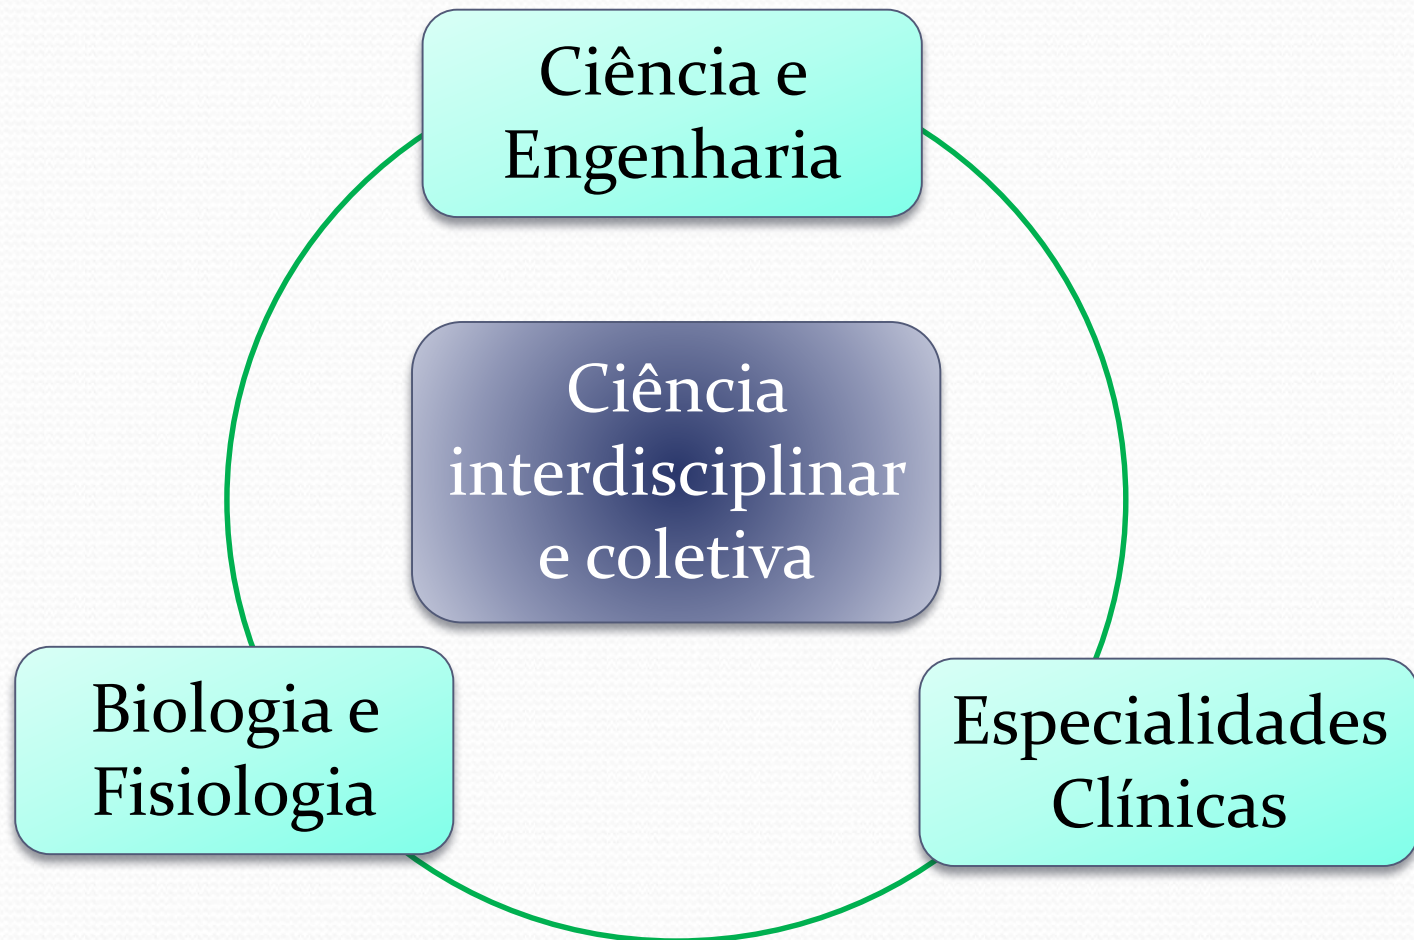 Ciência e
Engenharia
Ciência
interdisciplinar
e coletiva
Biologia e
Fisiologia
Especialidades
Clínicas